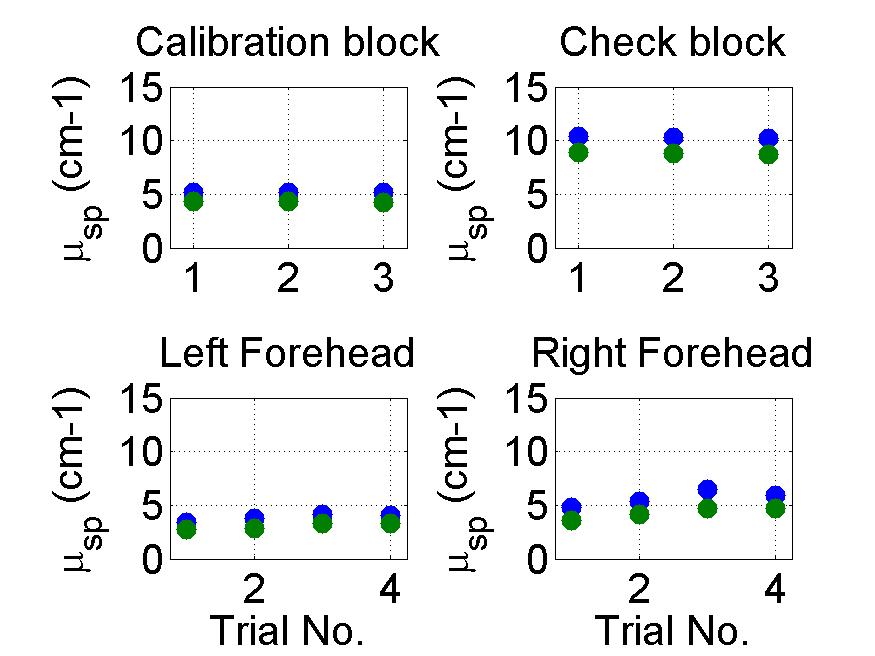 Calibration block
Check block
μsp (cm-1)
15
10
5
0
1 2 3
μsp (cm-1)
15
10
5
0
1 2 3
Left Forehead
Right Forehead
μsp (cm-1)
15
10
5
0
2 4
Trial No.
μsp (cm-1)
15
10
5
0
2 4
Trial No.